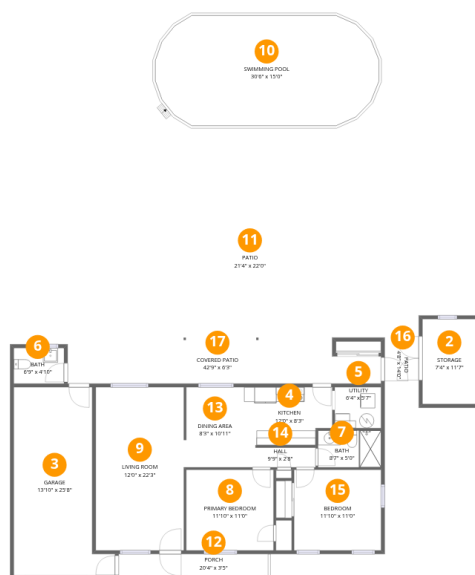 10
SWIMMING POOL
30'6" x 15'0"
11
PATIO
21'4" x 22'0"
17
COVERED PATIO
42'9" x 6'3"
6
BATH
6'9" x 4'10"
16
PATIO
2
STORAGE
7'4" x 11'7"
5
UTILITY
6'4" x 5'7"
4
KITCHEN
13
DINING AREA
8'3" x 10'11"
14
HALL
9'9" x 2'8"
7
BATH
8'7" x 5'0"
9
LIVING ROOM
12'0" x 22'3"
3
GARAGE
13'10" x 25'8"
8
PRIMARY BEDROOM
11'10" x 11'0"
15
BEDROOM
11'10" x 11'0"
12
PORCH
20'4" x 3'5"